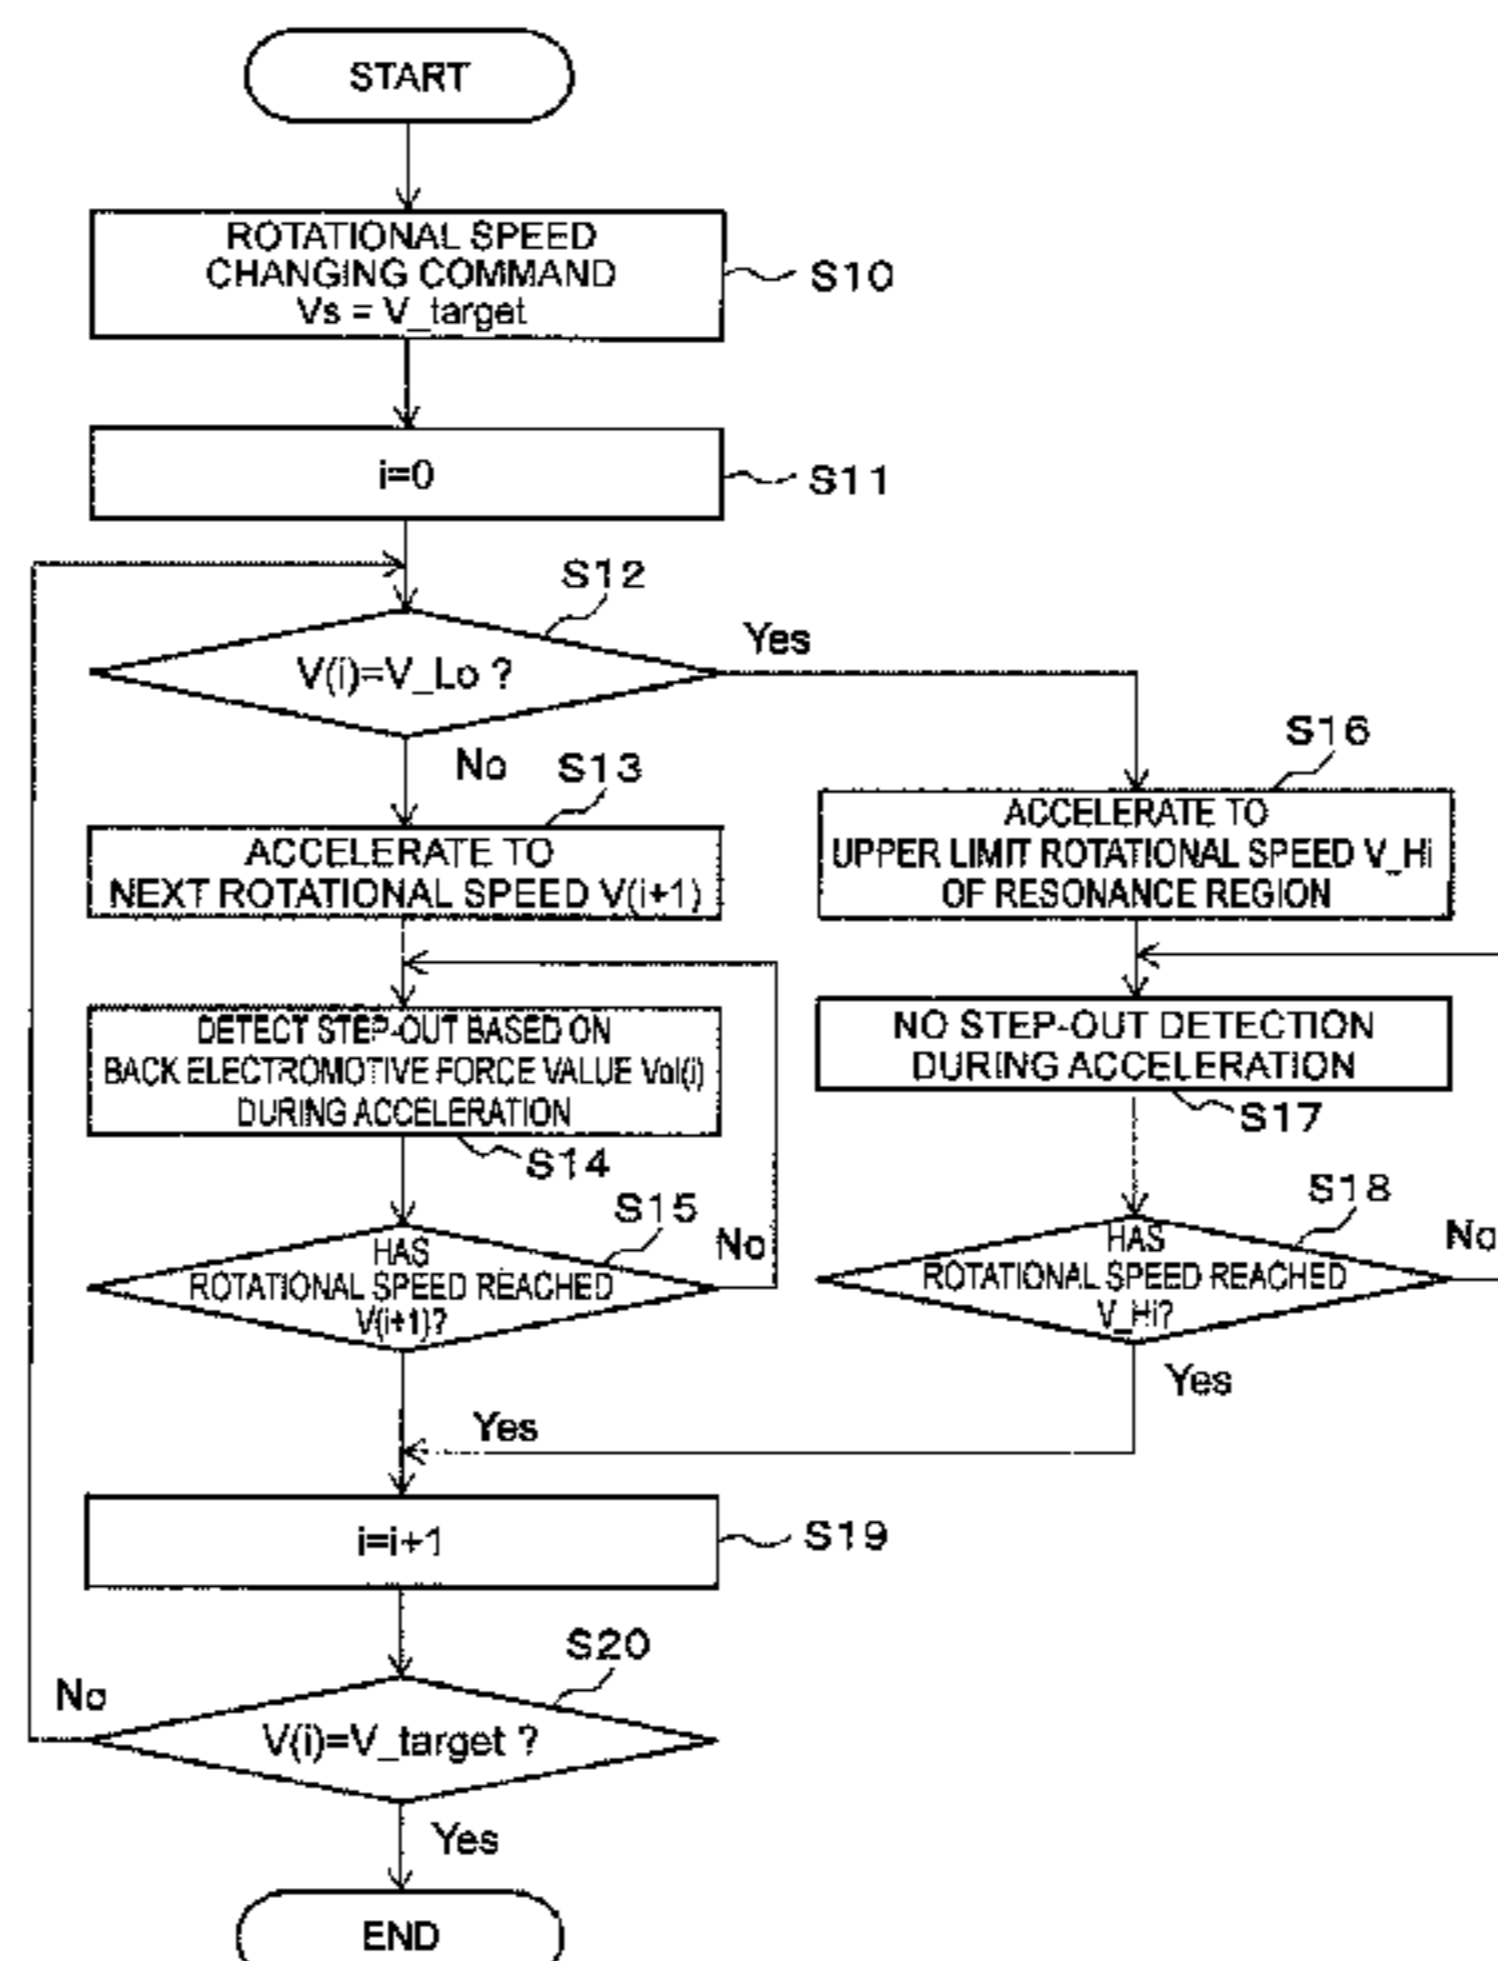 START
ROTATIONAL SPEED
CHANGING COMMAND
Vs = V_target
S10
i=0
S11
S12
V(i)=V_Lo ?
Yes
No
S13
ACCELERATE TO
NEXT ROTATIONAL SPEED V(i+1)
S16
ACCELERATE TO
UPPER LIMIT ROTATIONAL SPEED V_Hi
OF RESONANCE REGION
DETECT STEP-OUT BASED ON
BACK ELECTROMOTIVE FORCE VALUE Vol(i)
DURING ACCELERATION
S14
NO STEP-OUT DETECTION
DURING ACCELERATION
S17
S15
HAS
ROTATIONAL SPEED REACHED
V(i+1)?
No
Yes
S18
HAS
ROTATIONAL SPEED REACHED
V_Hi?
No
Yes
i=i+1
S19
S20
V(i)=V_target ?
No
Yes
END